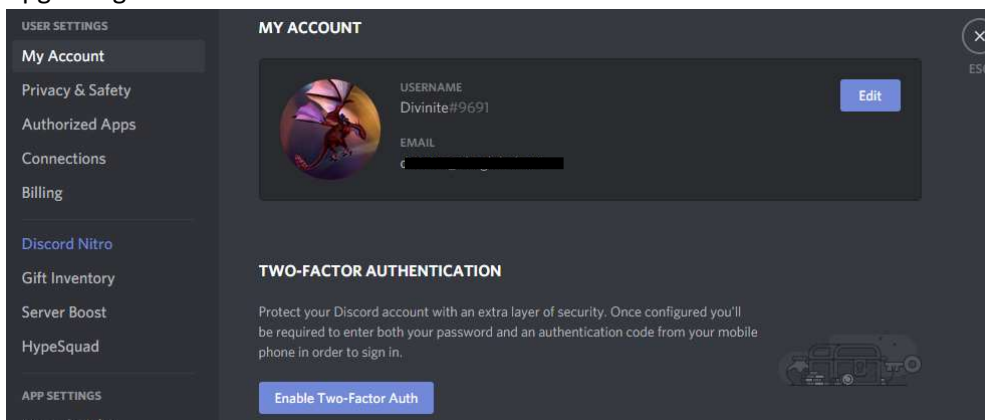 USER SETTINGS
My Account
Privacy & Safety
Authorized Apps
Connections
Billing
Discord Nitro
Gift Inventory
Server Boost
HypeSquad
APP SETTINGS
MY ACCOUNT
USERNAME
Divinite#9691
EMAIL
Edit
ESC
TWO-FACTOR AUTHENTICATION
Protect your Discord account with an extra layer of security. Once configured you'll
be required to enter both your password and an authentication code from your mobile
phone in order to sign in.
Enable Two-Factor Auth